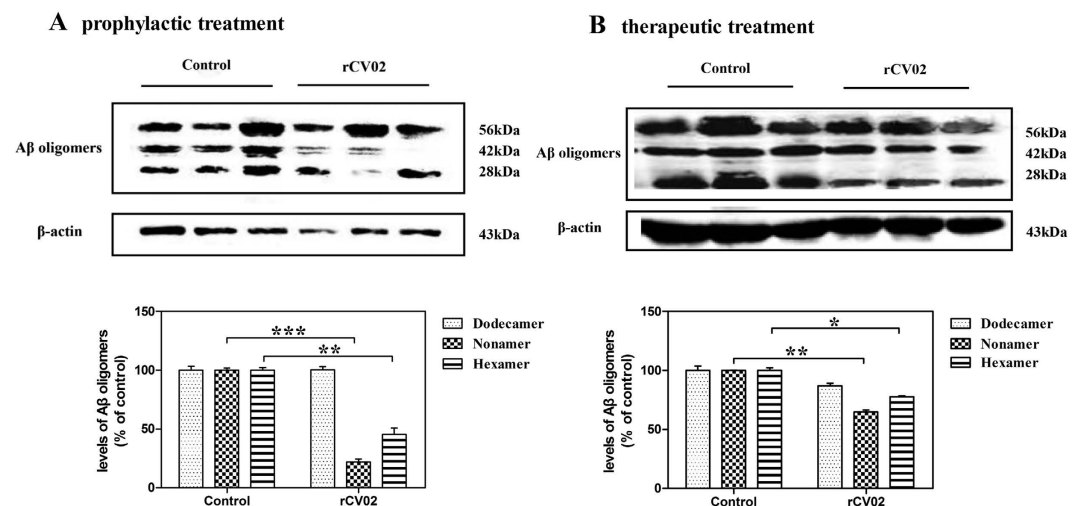 A prophylactic treatment
Control
rCV02
Aβ oligomers
56kDa
42kDa
28kDa
β-actin
43kDa
levels of Aβ oligomers
(% of control)
150
100
50
0
***
**
Control
rCV02
Dodecamer
Nonamer
Hexamer
B therapeutic treatment
Control
rCV02
Aβ oligomers
56kDa
42kDa
28kDa
β-actin
43kDa
levels of Aβ oligomers
(% of control)
150
100
50
0
*
**
Control
rCV02
Dodecamer
Nonamer
Hexamer